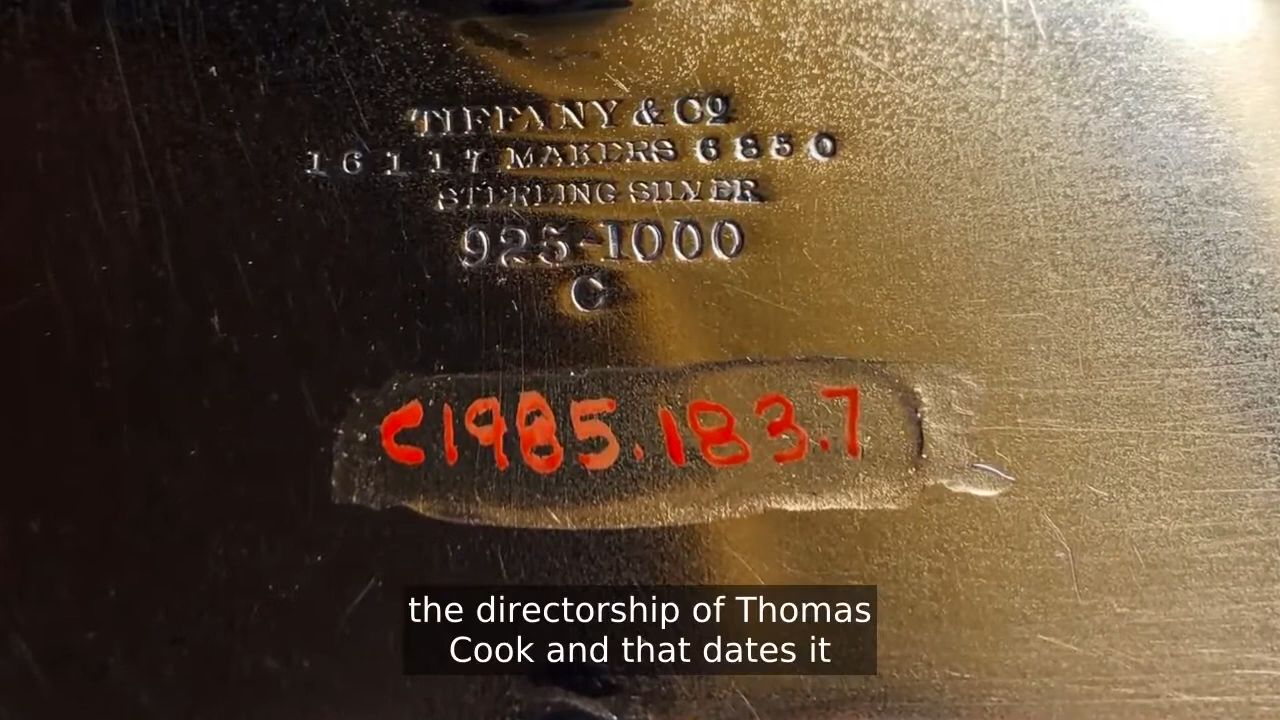 TIFFANY & Co
16117 MAKERS 6850
STERLING SILVER
925-1000
C
C1985.183.7
the directorship of Thomas
Cook and that dates it